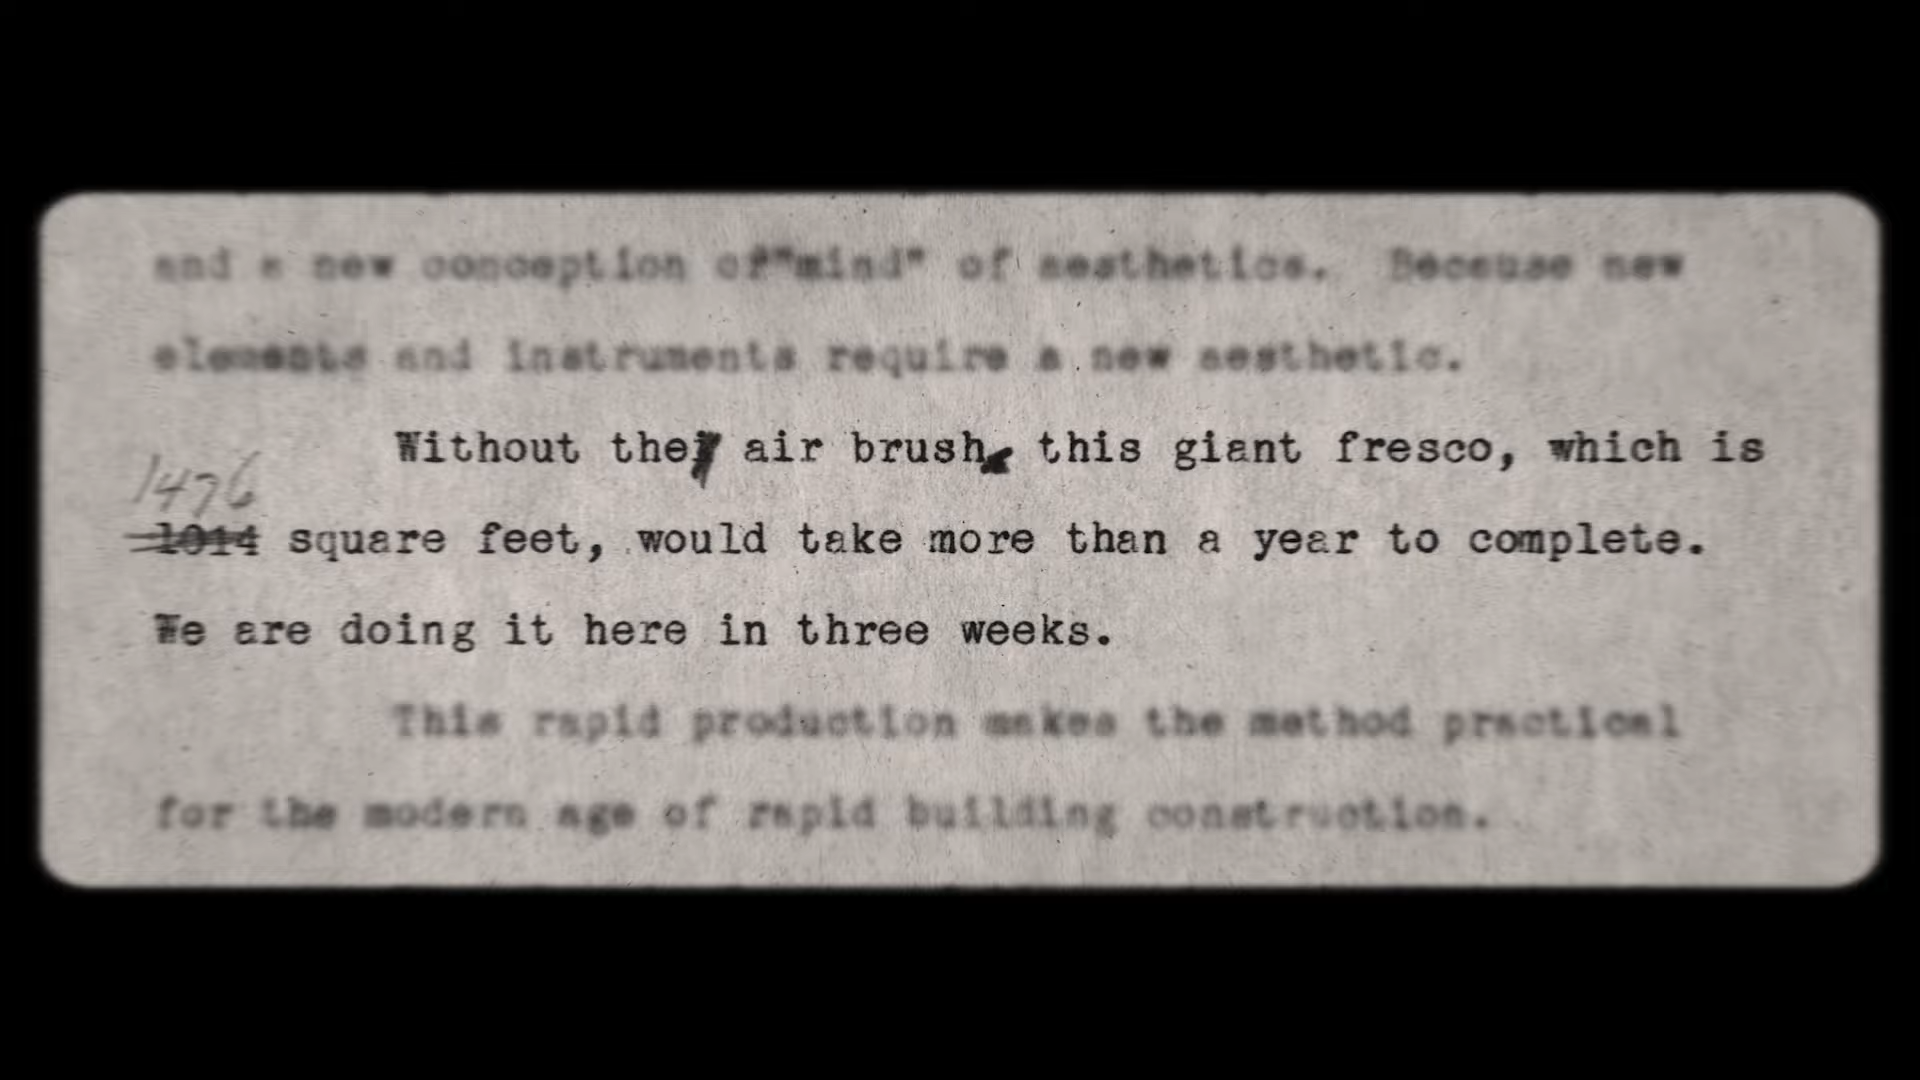 and a new conception of "mind" of aesthetics. Because new
elements and instruments require a new aesthetic.
Without the air brush, this giant fresco, which is
1476
1014 square feet, would take more than a year to complete.
We are doing it here in three weeks.
This rapid production makes the method practical
for the modern age of rapid building construction.